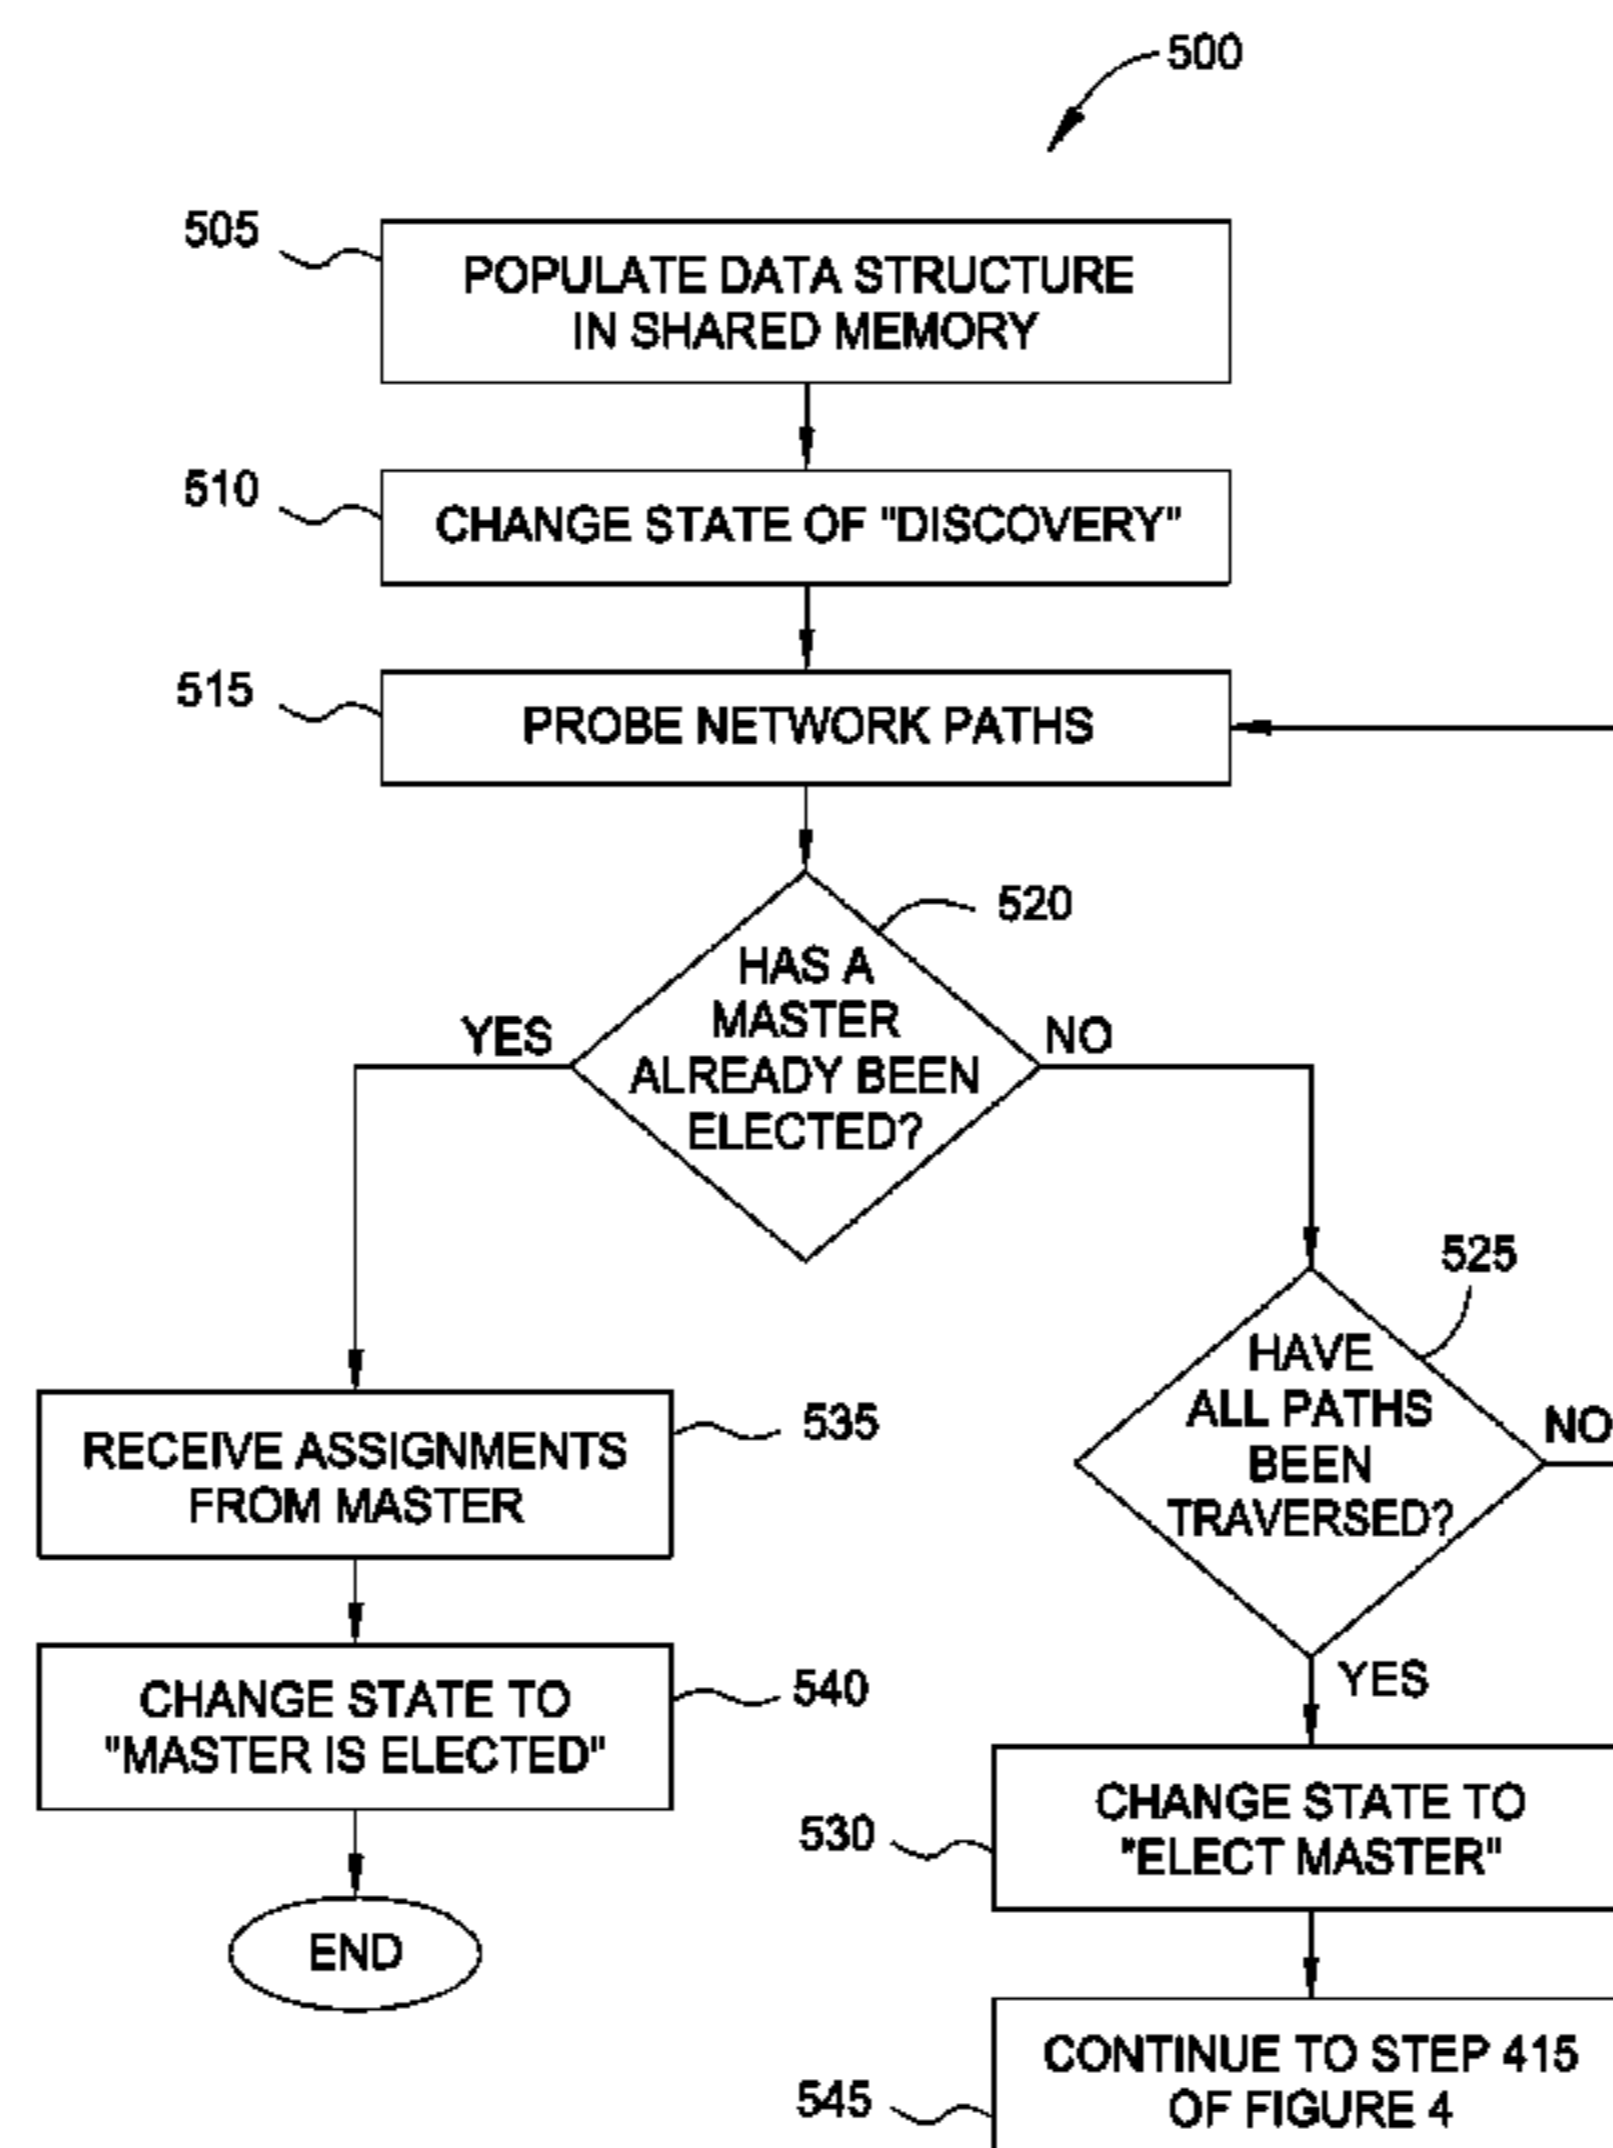 500
505
POPULATE DATA STRUCTURE
IN SHARED MEMORY
510
CHANGE STATE OF "DISCOVERY"
515
PROBE NETWORK PATHS
520
HAS A
MASTER
ALREADY BEEN
ELECTED?
YES
NO
525
HAVE
ALL PATHS
BEEN
TRAVERSED?
NO
YES
RECEIVE ASSIGNMENTS
FROM MASTER
535
CHANGE STATE TO
"MASTER IS ELECTED"
540
END
530
CHANGE STATE TO
"ELECT MASTER"
545
CONTINUE TO STEP 415
OF FIGURE 4